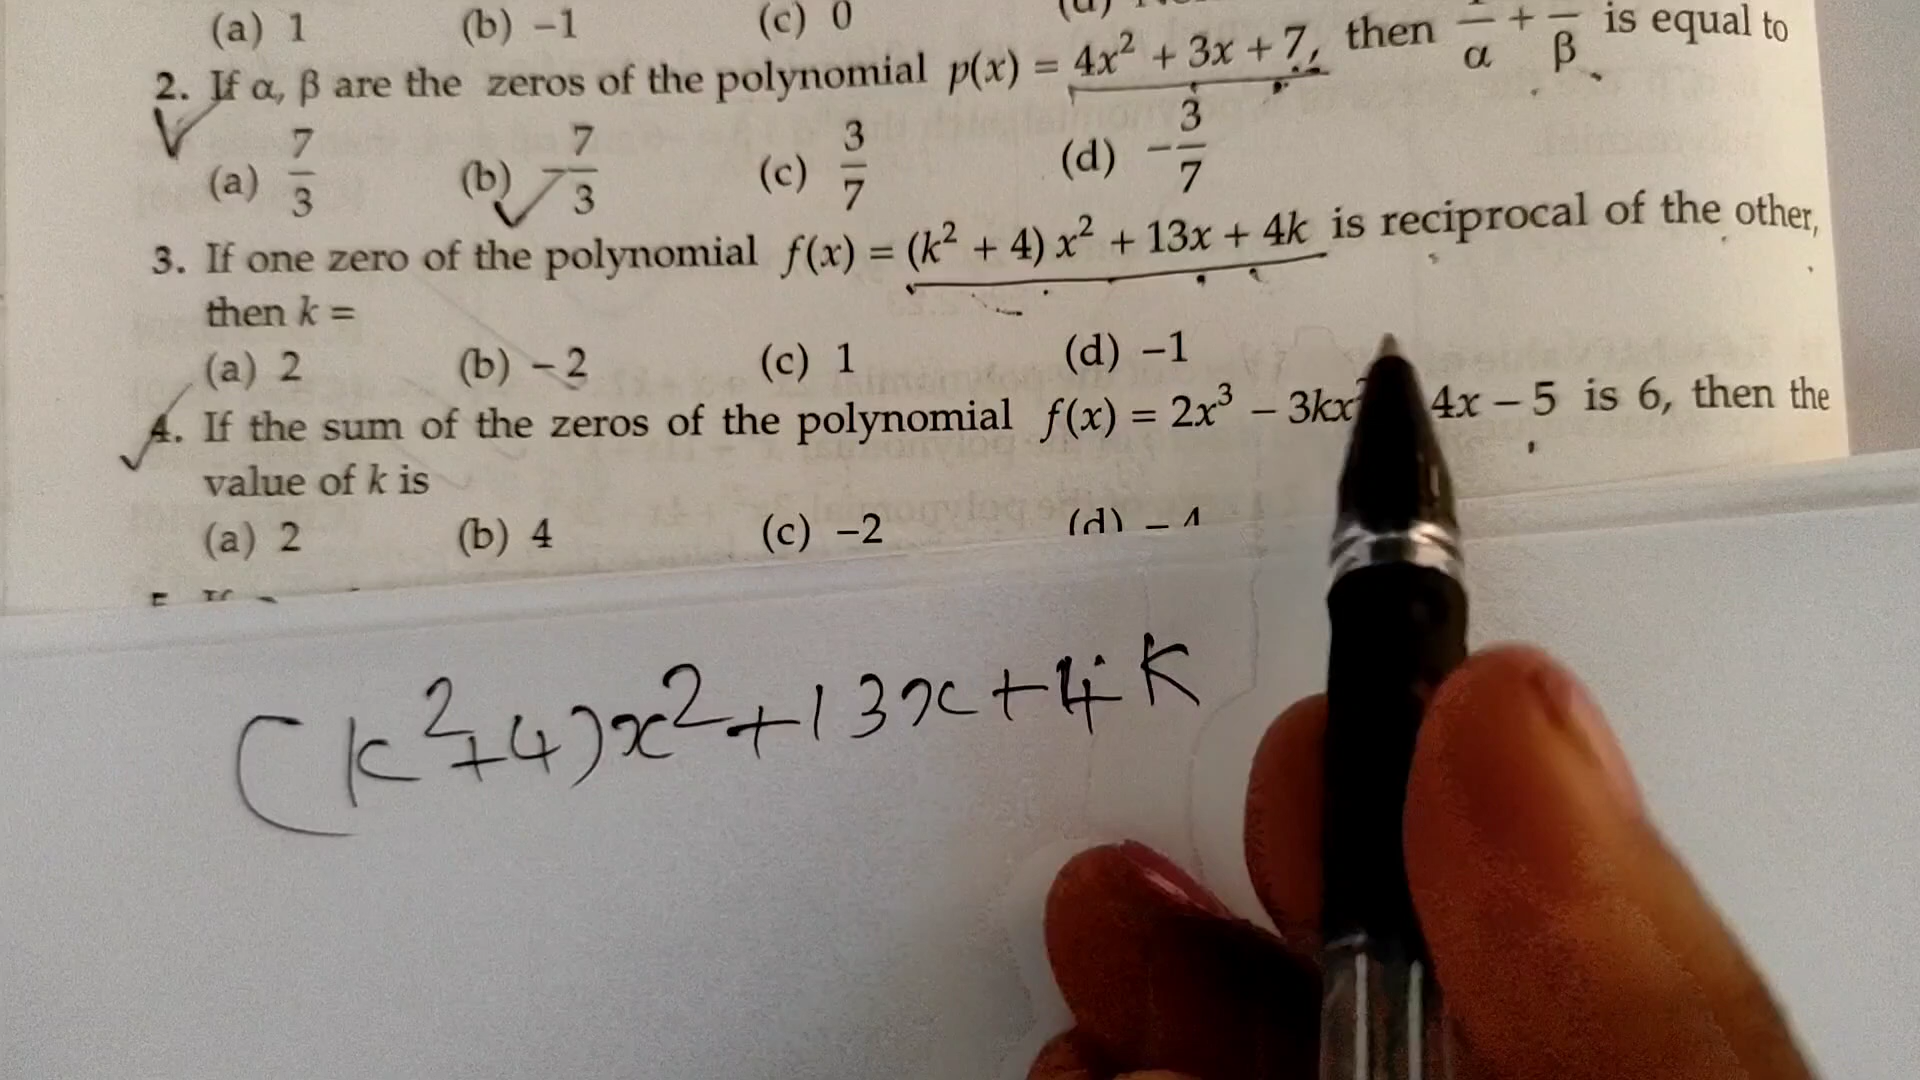 (a) 1 (b) −1 (c) 0 (d)
2. If α, β are the zeros of the polynomial p(x) = 4x² + 3x + 7, then 1/α + 1/β is equal to
(a) 7/3 (b) −7/3 (c) 3/7 (d) −3/7
3. If one zero of the polynomial f(x) = (k² + 4) x² + 13x + 4k is reciprocal of the other,
then k =
(a) 2 (b) − 2 (c) 1 (d) −1
4. If the sum of the zeros of the polynomial f(x) = 2x³ − 3kx² 4x − 5 is 6, then the
value of k is
(a) 2 (b) 4 (c) −2 (d) − 4
(k²+4)x²+13x+4k